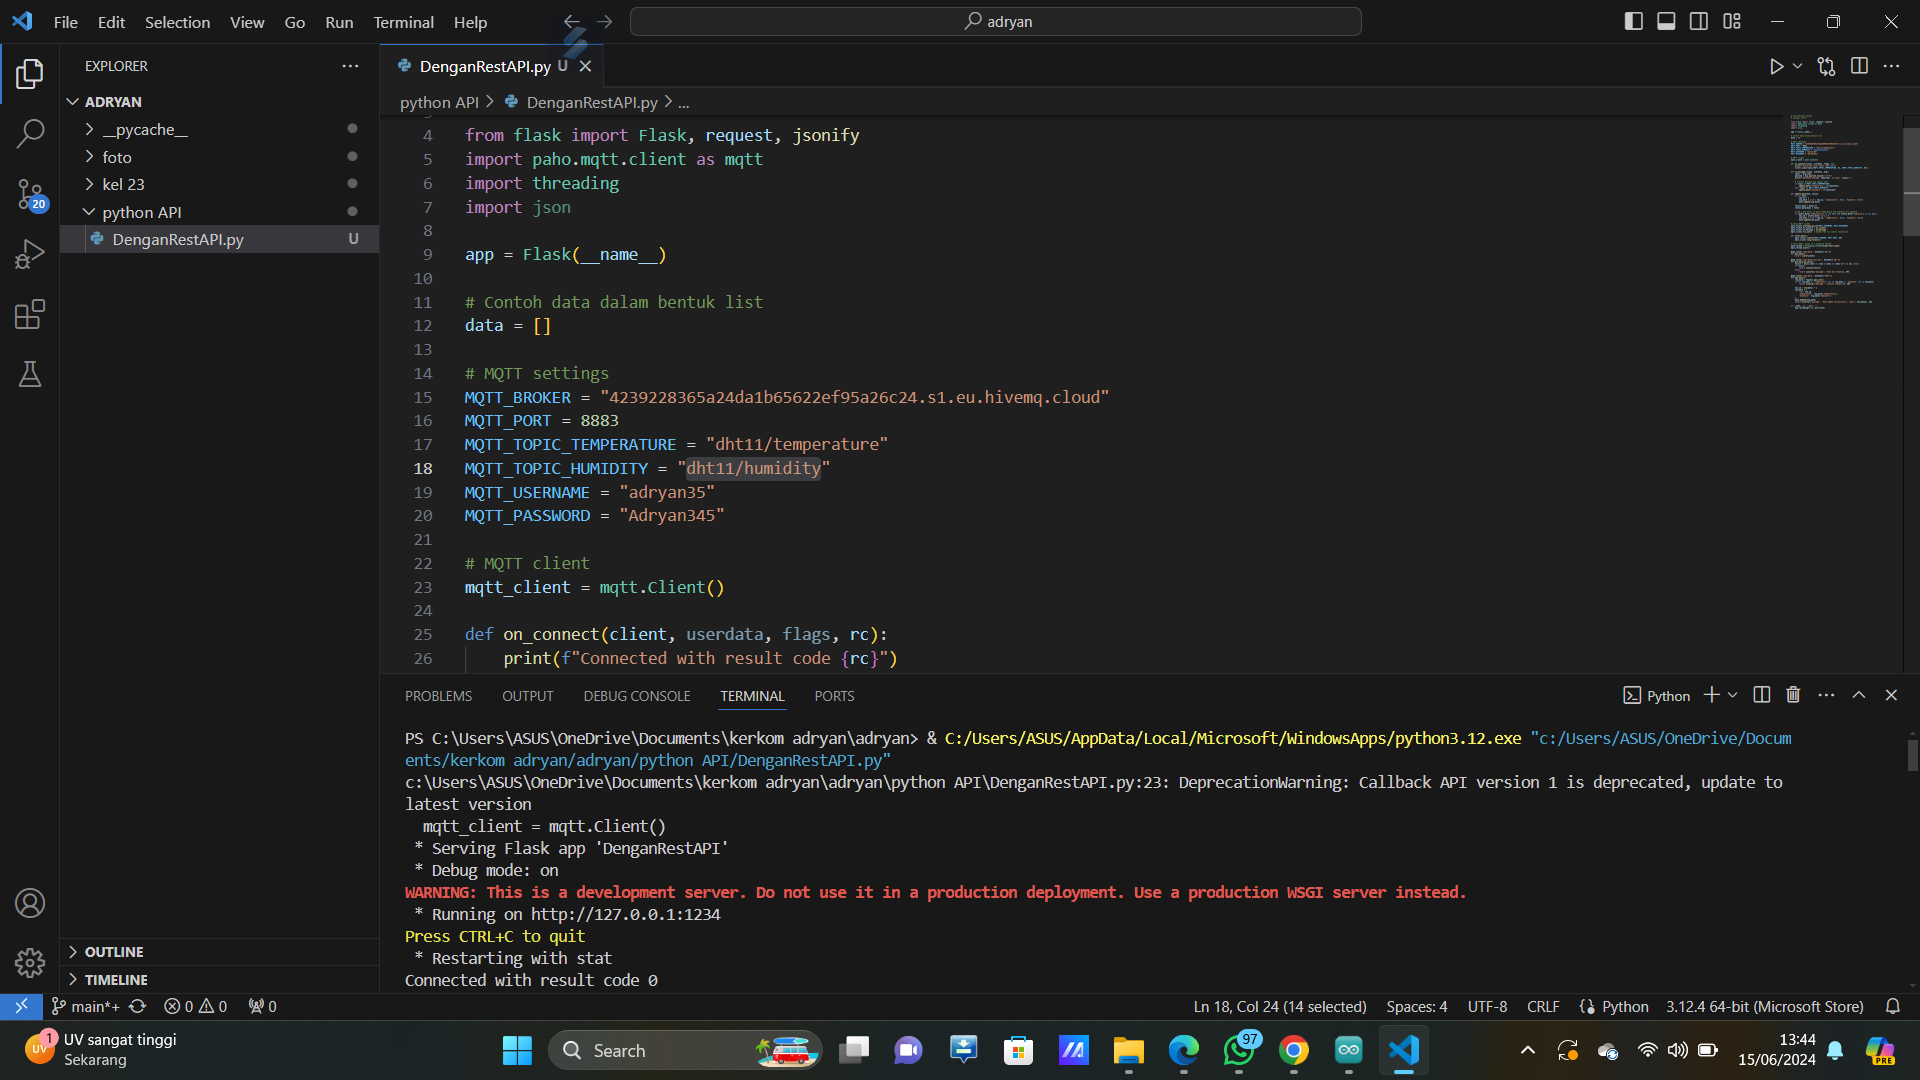 File Edit Selection View Go Run Terminal Help
adryan
EXPLORER
ADRYAN
__pycache__
foto
kel 23
python API
DenganRestAPI.py U
20
OUTLINE
TIMELINE
DenganRestAPI.py U
python API > DenganRestAPI.py > ...
4 from flask import Flask, request, jsonify
5 import paho.mqtt.client as mqtt
6 import threading
7 import json
8
9 app = Flask(__name__)
10
11 # Contoh data dalam bentuk list
12 data = []
13
14 # MQTT settings
15 MQTT_BROKER = "4239228365a24da1b65622ef95a26c24.s1.eu.hivemq.cloud"
16 MQTT_PORT = 8883
17 MQTT_TOPIC_TEMPERATURE = "dht11/temperature"
18 MQTT_TOPIC_HUMIDITY = "dht11/humidity"
19 MQTT_USERNAME = "adryan35"
20 MQTT_PASSWORD = "Adryan345"
21
22 # MQTT client
23 mqtt_client = mqtt.Client()
24
25 def on_connect(client, userdata, flags, rc):
26     print(f"Connected with result code {rc}")
PROBLEMS OUTPUT DEBUG CONSOLE TERMINAL PORTS
Python
PS C:\Users\ASUS\OneDrive\Documents\kerkom adryan\adryan> & C:/Users/ASUS/AppData/Local/Microsoft/WindowsApps/python3.12.exe "c:/Users/ASUS/OneDrive/Docum
ents/kerkom adryan/adryan/python API/DenganRestAPI.py"
c:\Users\ASUS\OneDrive\Documents\kerkom adryan\adryan\python API\DenganRestAPI.py:23: DeprecationWarning: Callback API version 1 is deprecated, update to
latest version
  mqtt_client = mqtt.Client()
 * Serving Flask app 'DenganRestAPI'
 * Debug mode: on
WARNING: This is a development server. Do not use it in a production deployment. Use a production WSGI server instead.
 * Running on http://127.0.0.1:1234
Press CTRL+C to quit
 * Restarting with stat
Connected with result code 0
main*+ 0 0 0 Ln 18, Col 24 (14 selected) Spaces: 4 UTF-8 CRLF Python 3.12.4 64-bit (Microsoft Store)
UV 1 UV sangat tinggi
Sekarang
Search
97
13:44
15/06/2024
PRE